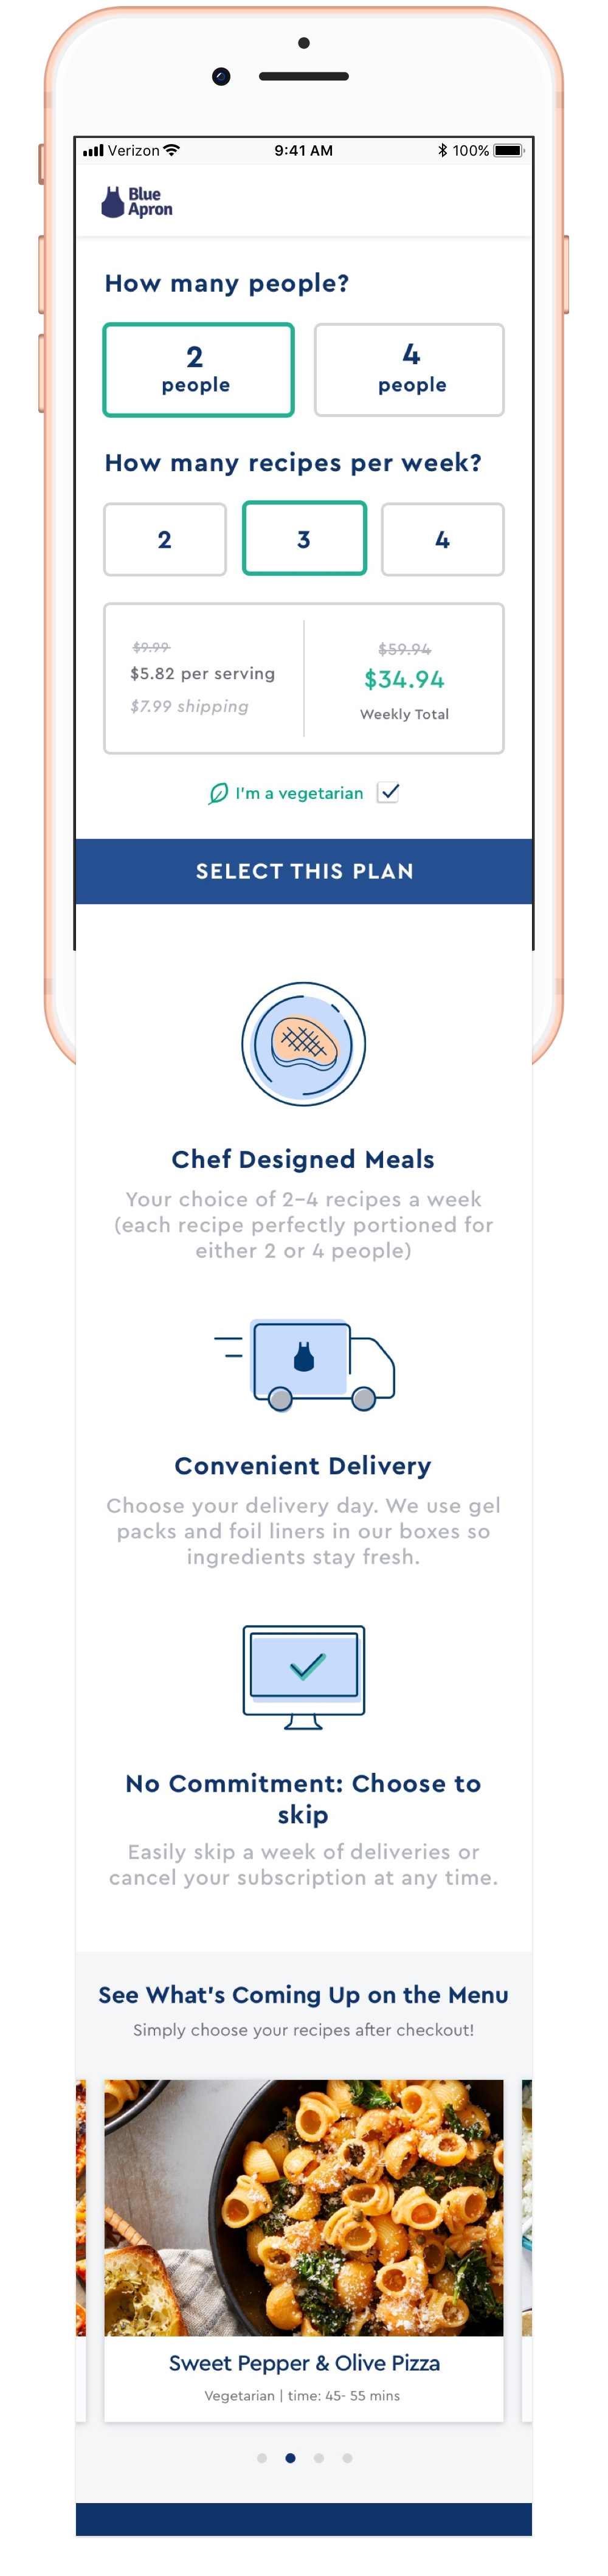 Verizon 9:41 AM 100%
Blue
Apron
How many people?
2
people
4
people
How many recipes per week?
2 3 4
$9.99
$5.82 per serving
$7.99 shipping
$59.94
$34.94
Weekly Total
I'm a vegetarian
SELECT THIS PLAN
Chef Designed Meals
Your choice of 2-4 recipes a week
(each recipe perfectly portioned for
either 2 or 4 people)
Convenient Delivery
Choose your delivery day. We use gel
packs and foil liners in our boxes so
ingredients stay fresh.
No Commitment: Choose to
skip
Easily skip a week of deliveries or
cancel your subscription at any time.
See What's Coming Up on the Menu
Simply choose your recipes after checkout!
Sweet Pepper & Olive Pizza
Vegetarian | time: 45- 55 mins